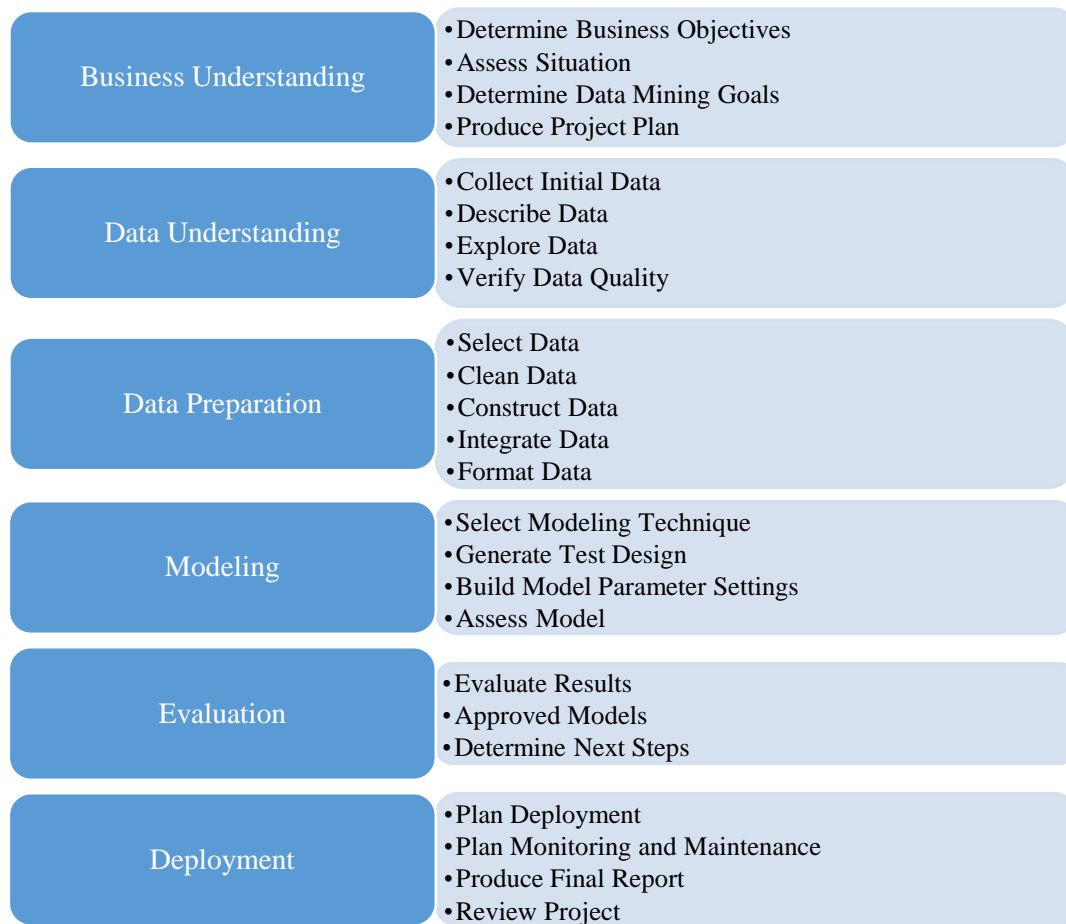 Business Understanding
•Determine Business Objectives
•Assess Situation
•Determine Data Mining Goals
•Produce Project Plan
Data Understanding
•Collect Initial Data
•Describe Data
•Explore Data
•Verify Data Quality
Data Preparation
•Select Data
•Clean Data
•Construct Data
•Integrate Data
•Format Data
Modeling
•Select Modeling Technique
•Generate Test Design
•Build Model Parameter Settings
•Assess Model
Evaluation
•Evaluate Results
•Approved Models
•Determine Next Steps
Deployment
•Plan Deployment
•Plan Monitoring and Maintenance
•Produce Final Report
•Review Project